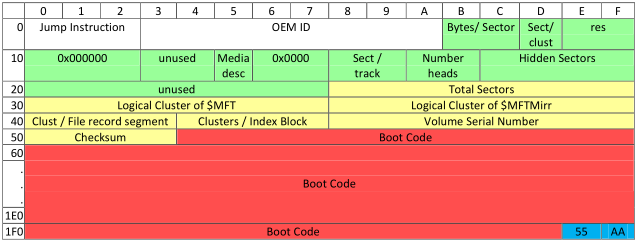 0 1 2 3 4 5 6 7 8 9 A B C D E F
0 Jump Instruction OEM ID Bytes/ Sector Sect/ clust res
10 0x000000 unused Media desc 0x0000 Sect / track Number heads Hidden Sectors
20 unused Total Sectors
30 Logical Cluster of $MFT Logical Cluster of $MFTMirr
40 Clust / File record segment Clusters / Index Block Volume Serial Number
50 Checksum Boot Code
60
.
. Boot Code
.
1E0
1F0 Boot Code 55 AA